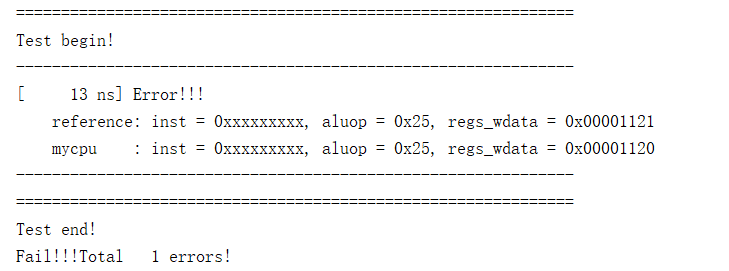 ==============================================================
Test begin!
--------------------------------------------------------------
[     13 ns] Error!!!
    reference: inst = 0xxxxxxxxx, aluop = 0x25, regs_wdata = 0x00001121
    mycpu    : inst = 0xxxxxxxxx, aluop = 0x25, regs_wdata = 0x00001120
--------------------------------------------------------------
==============================================================
Test end!
Fail!!!Total   1 errors!